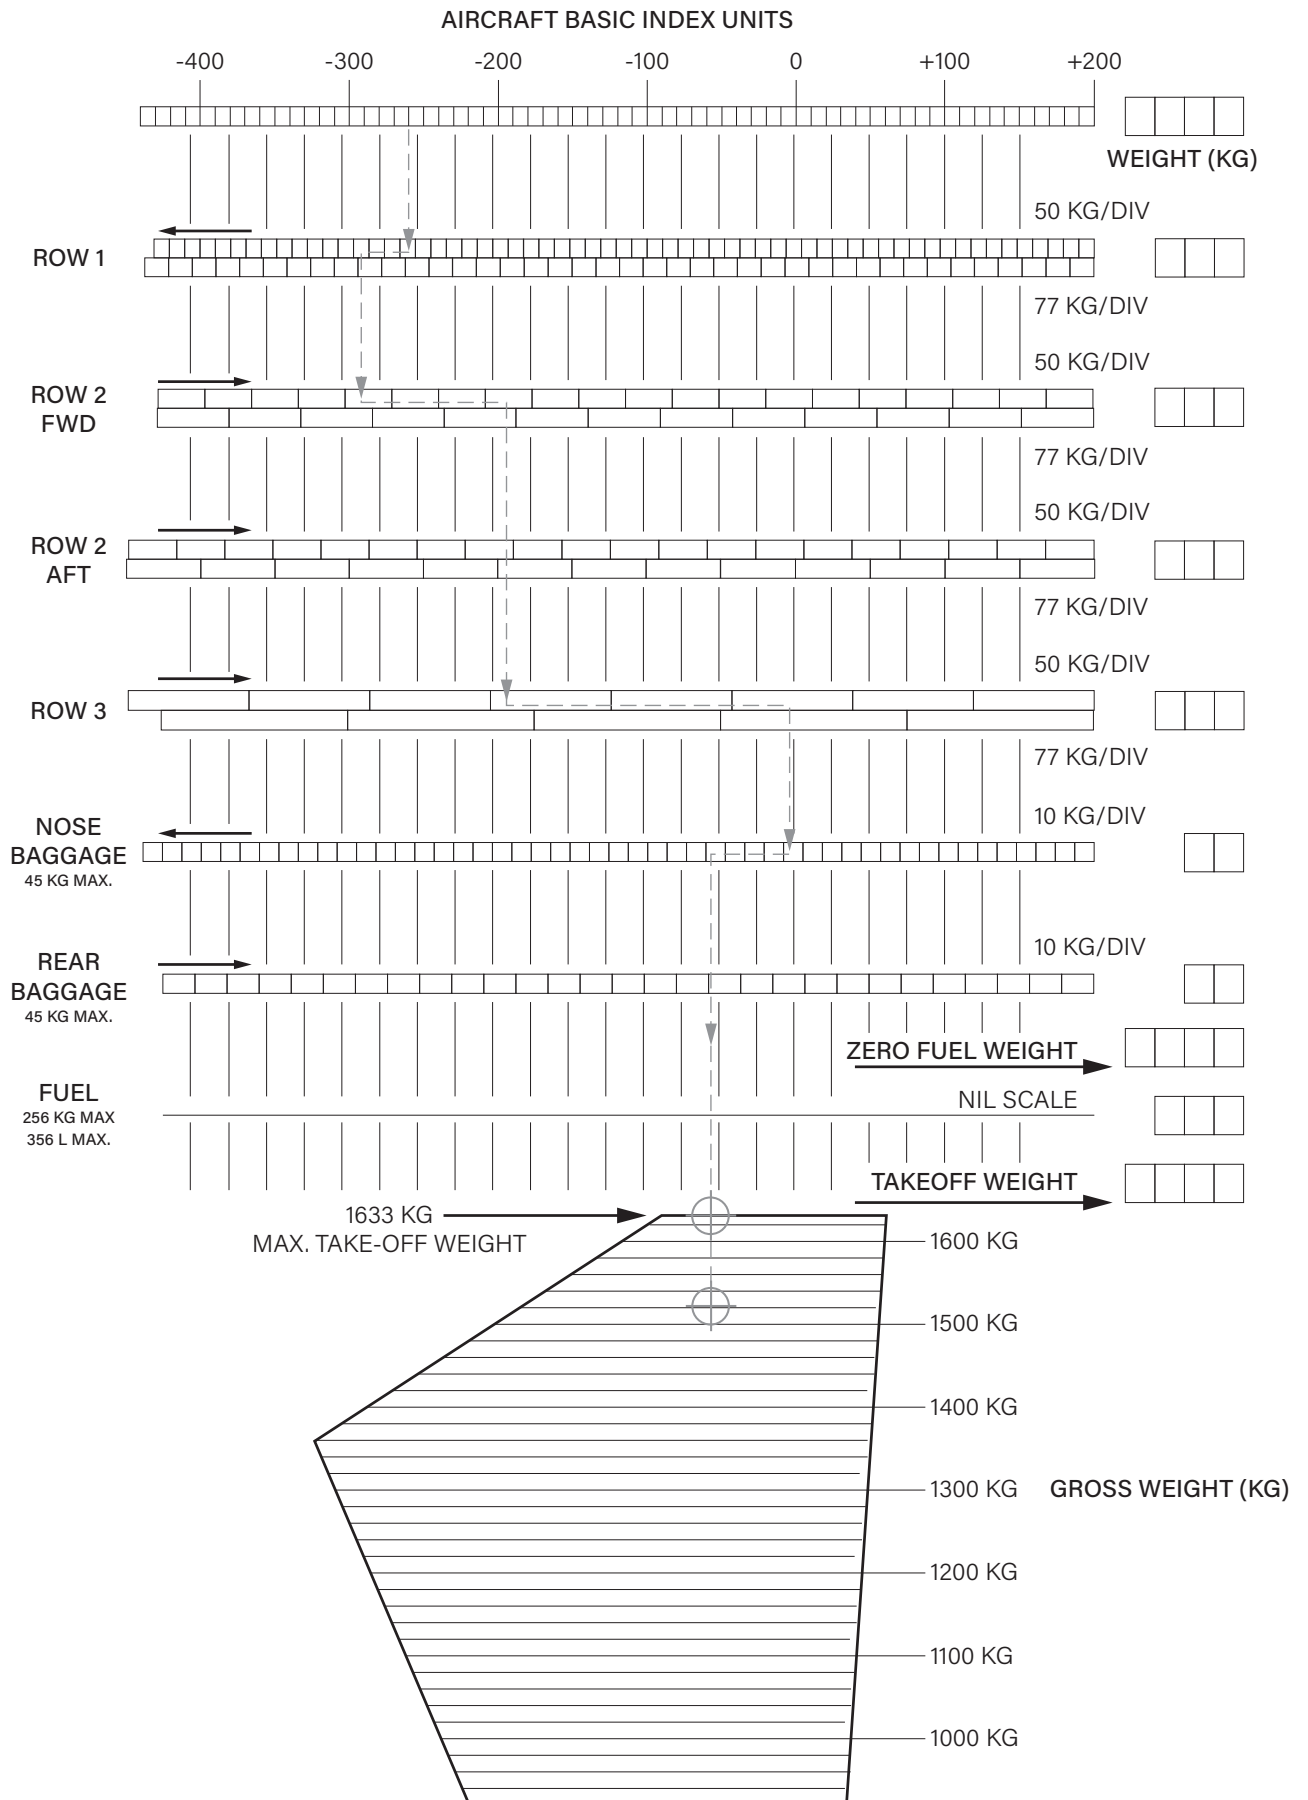 AIRCRAFT BASIC INDEX UNITS
-400 -300 -200 -100 0 +100 +200
WEIGHT (KG)
50 KG/DIV
ROW 1
77 KG/DIV
50 KG/DIV
ROW 2
FWD
77 KG/DIV
50 KG/DIV
ROW 2
AFT
77 KG/DIV
50 KG/DIV
ROW 3
77 KG/DIV
10 KG/DIV
NOSE
BAGGAGE
45 KG MAX.
10 KG/DIV
REAR
BAGGAGE
45 KG MAX.
ZERO FUEL WEIGHT
FUEL
256 KG MAX
356 L MAX.
NIL SCALE
TAKEOFF WEIGHT
1633 KG
MAX. TAKE-OFF WEIGHT
1600 KG
1500 KG
1400 KG
1300 KG GROSS WEIGHT (KG)
1200 KG
1100 KG
1000 KG